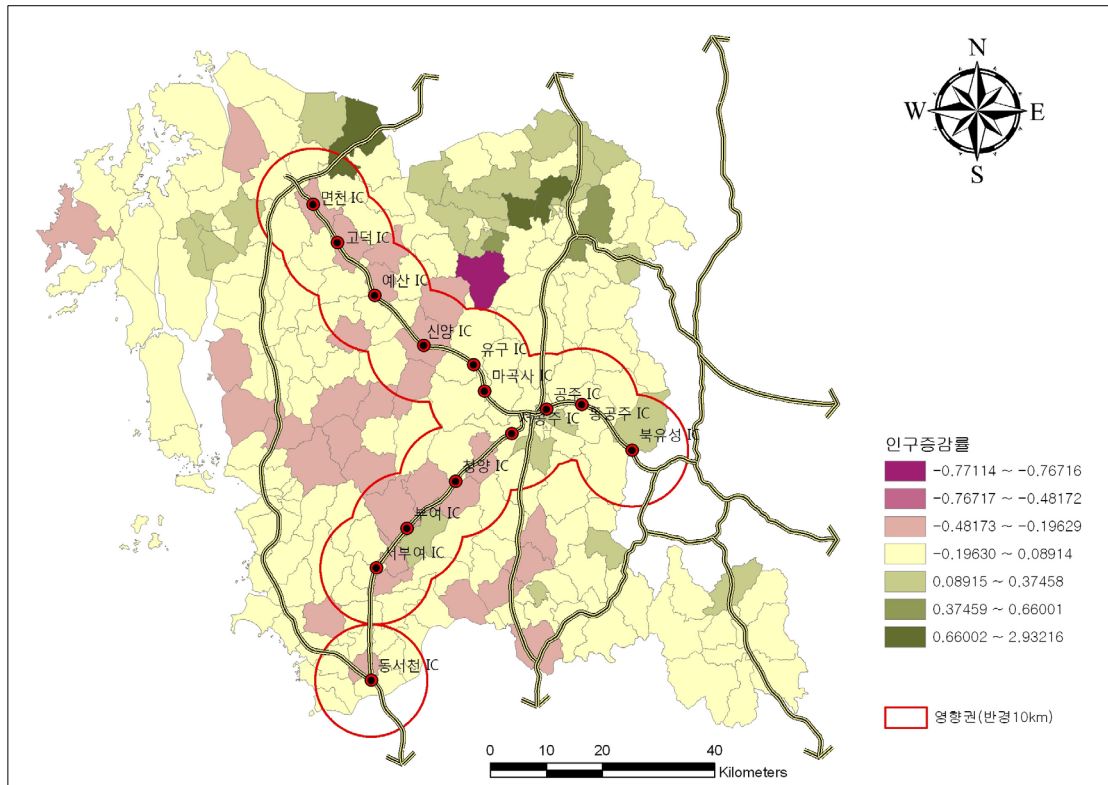 N
W
E
S
면천 IC
고덕 IC
예산 IC
신양 IC
유구 IC
마곡사 IC
공주 IC
동공주 IC
서공주 IC
북유성 IC
청양 IC
부여 IC
서부여 IC
동서천 IC
인구증감률
-0.77114 ~ -0.76716
-0.76717 ~ -0.48172
-0.48173 ~ -0.19629
-0.19630 ~ 0.08914
0.08915 ~ 0.37458
0.37459 ~ 0.66001
0.66002 ~ 2.93216
영향권(반경10km)
0 10 20 40
Kilometers